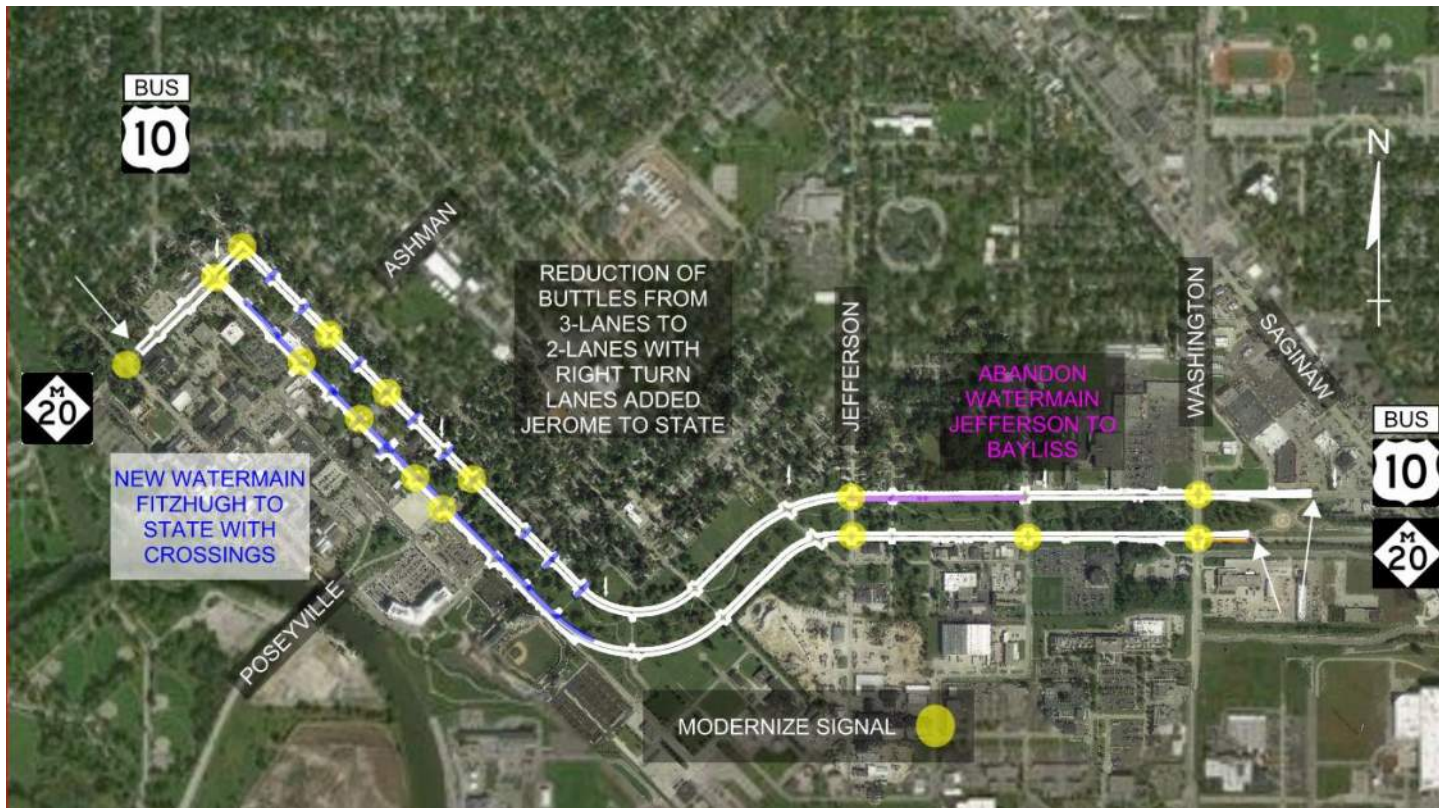 BUS
10
N
ASHMAN
REDUCTION OF
BUTTLES FROM
3-LANES TO
2-LANES WITH
RIGHT TURN
LANES ADDED
JEROME TO STATE
JEFFERSON
ABANDON
WATERMAIN
JEFFERSON TO
BAYLISS
WASHINGTON
SAGINAW
M
20
BUS
10
M
20
NEW WATERMAIN
FITZHUGH TO
STATE WITH
CROSSINGS
POSEYVILLE
MODERNIZE SIGNAL